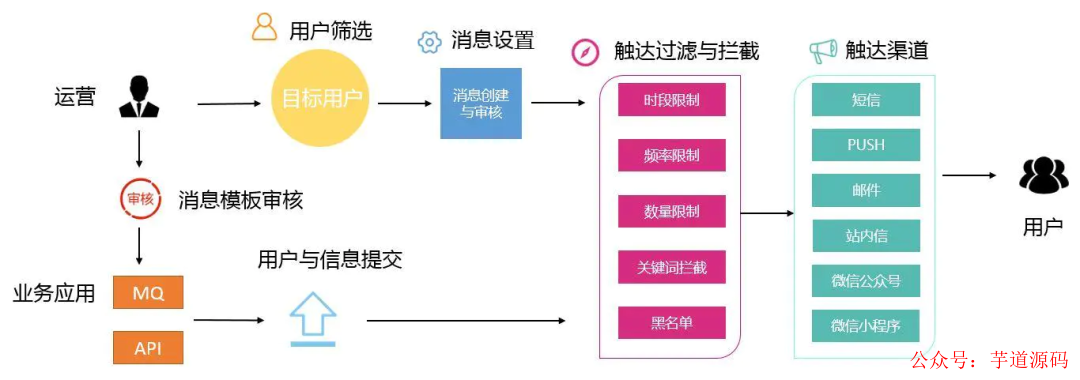 用户筛选
消息设置
触达过滤与拦截
触达渠道
运营
目标用户
消息创建
与审核
时段限制
频率限制
数量限制
关键词拦截
黑名单
短信
PUSH
邮件
站内信
微信公众号
微信小程序
用户
审核
消息模板审核
业务应用
MQ
API
用户与信息提交
公众号：芋道源码